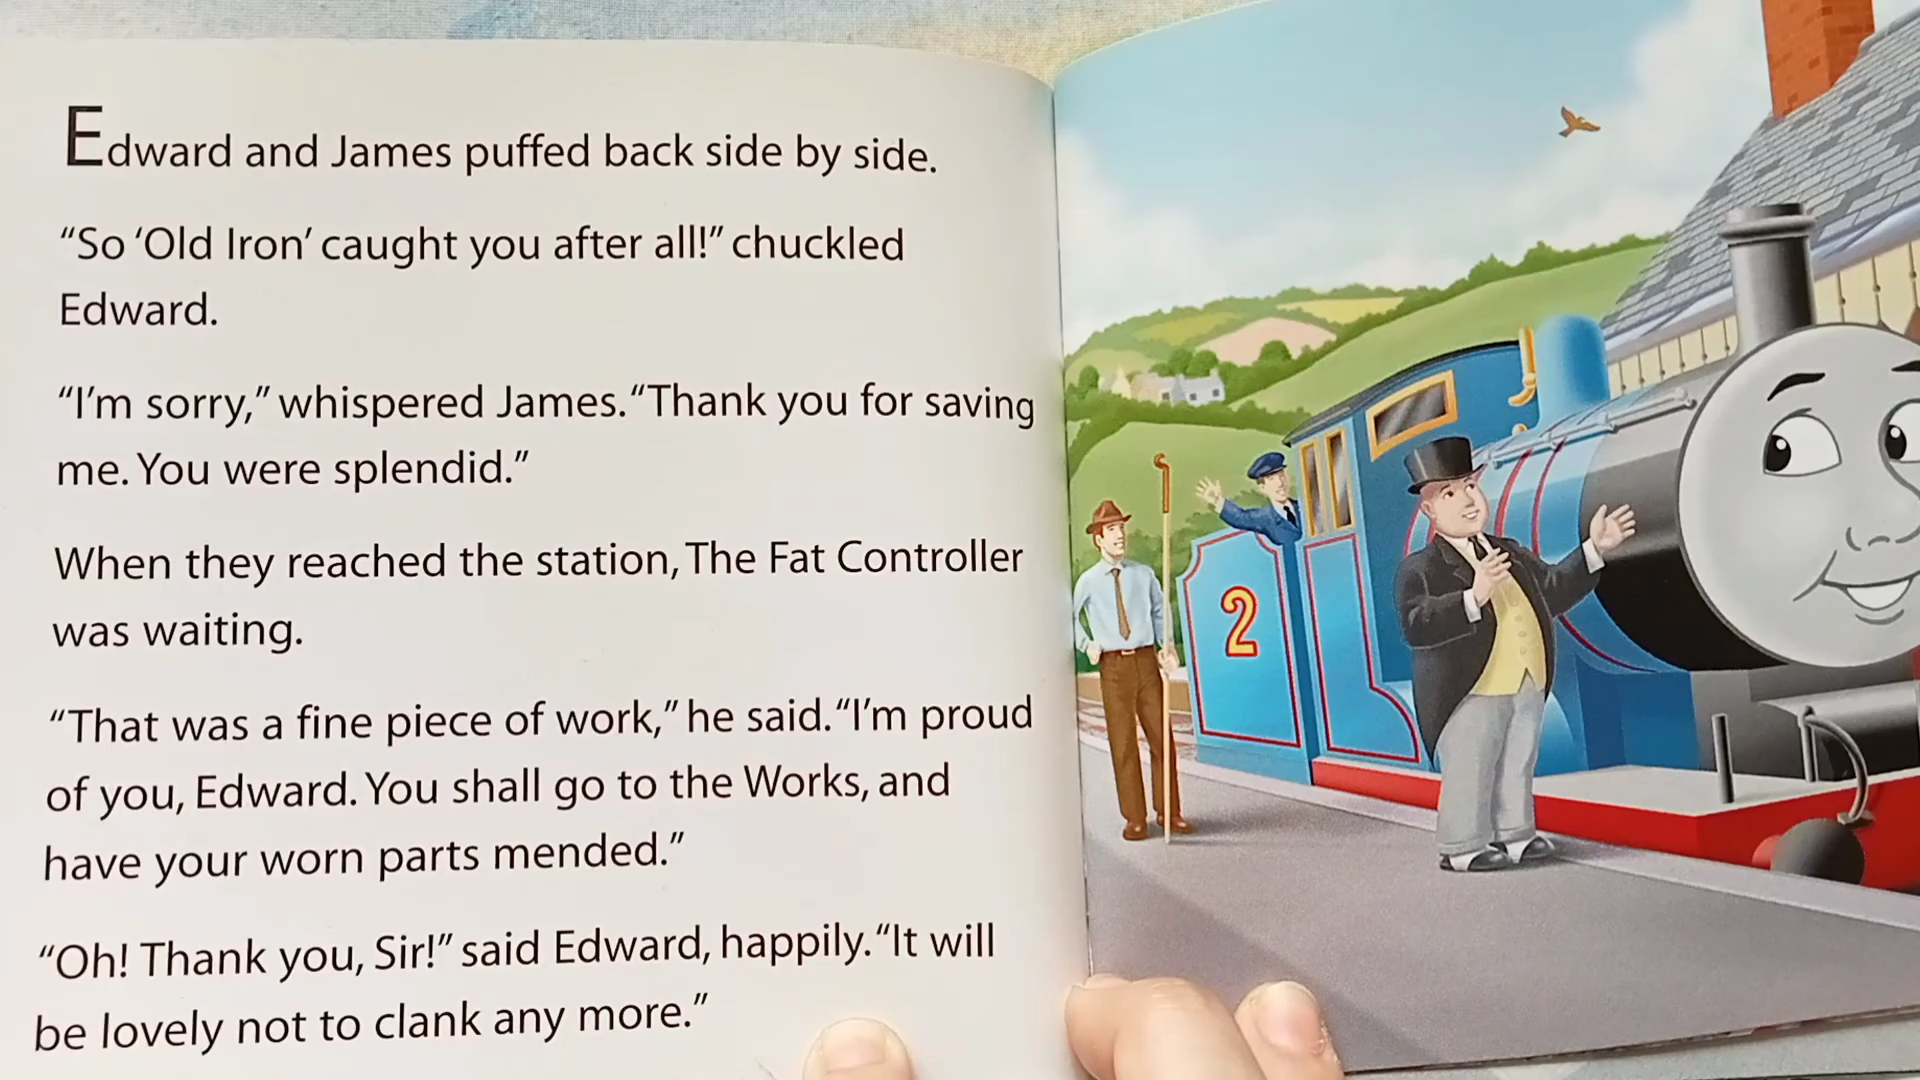 Edward and James puffed back side by side.
“So ‘Old Iron’ caught you after all!” chuckled
Edward.
“I’m sorry,” whispered James. “Thank you for saving
me. You were splendid.”
When they reached the station, The Fat Controller
was waiting.
“That was a fine piece of work,” he said. “I’m proud
of you, Edward. You shall go to the Works, and
have your worn parts mended.”
“Oh! Thank you, Sir!” said Edward, happily. “It will
be lovely not to clank any more.”
2